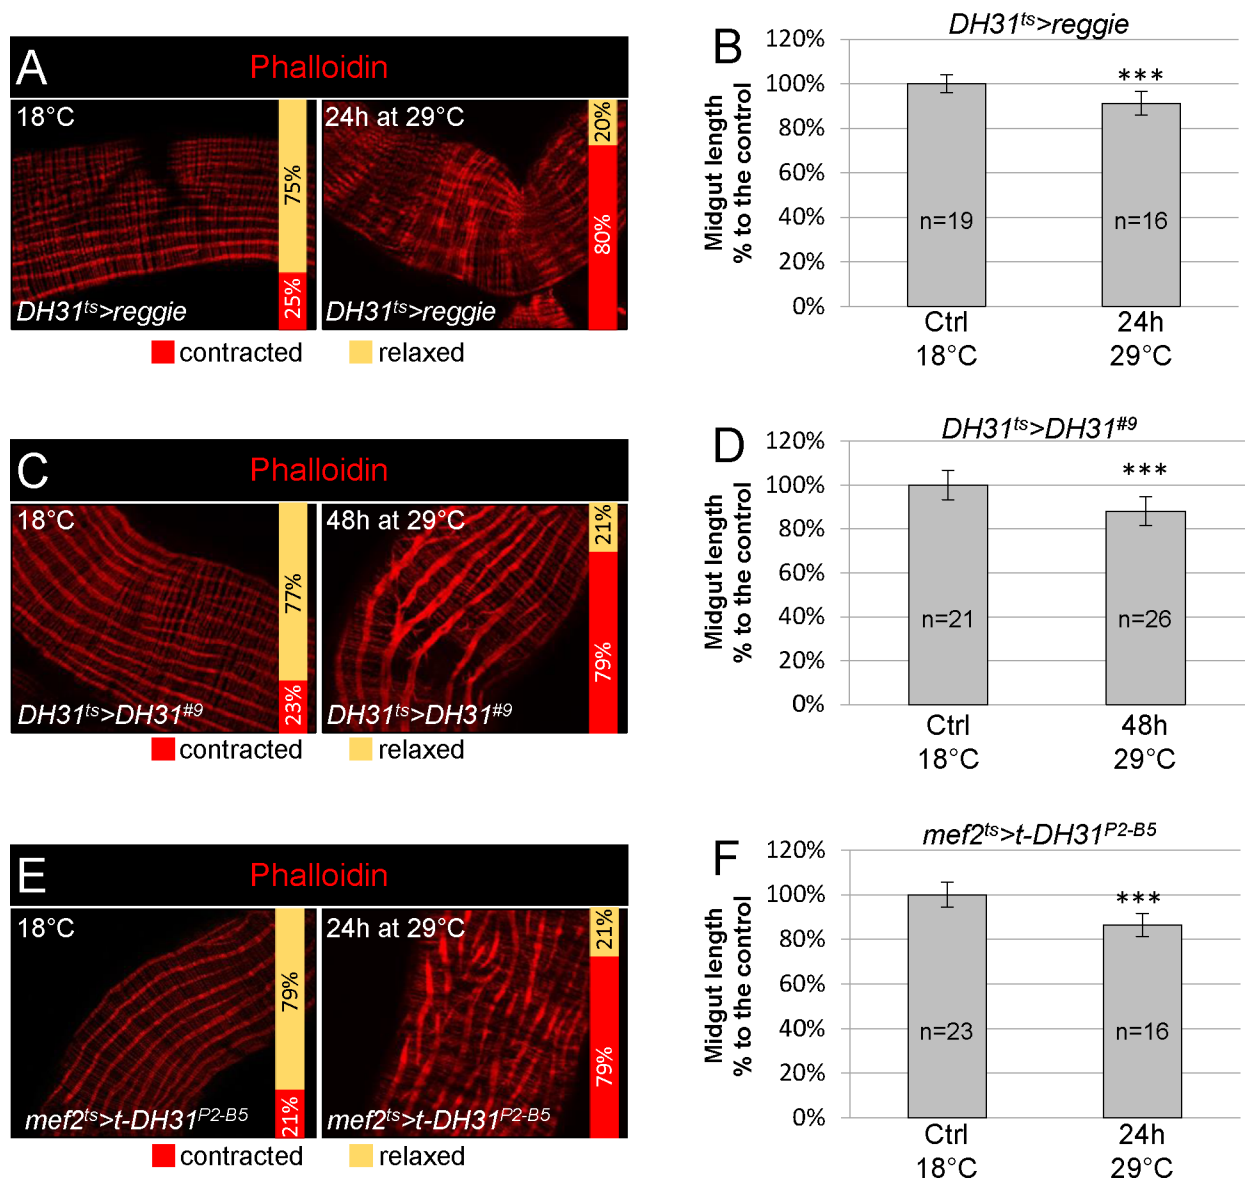 A
Phalloidin
18°C
24h at 29°C
75%
25%
20%
80%
DH31ts>reggie
DH31ts>reggie
contracted
relaxed
B
DH31ts>reggie
Midgut length
% to the control
120%
100%
80%
60%
40%
20%
0%
***
n=19
n=16
Ctrl
18°C
24h
29°C
C
Phalloidin
18°C
48h at 29°C
77%
23%
21%
79%
DH31ts>DH31#9
DH31ts>DH31#9
contracted
relaxed
D
DH31ts>DH31#9
Midgut length
% to the control
120%
100%
80%
60%
40%
20%
0%
***
n=21
n=26
Ctrl
18°C
48h
29°C
E
Phalloidin
18°C
24h at 29°C
79%
21%
21%
79%
mef2ts>t-DH31P2-B5
mef2ts>t-DH31P2-B5
contracted
relaxed
F
mef2ts>t-DH31P2-B5
Midgut length
% to the control
120%
100%
80%
60%
40%
20%
0%
***
n=23
n=16
Ctrl
18°C
24h
29°C